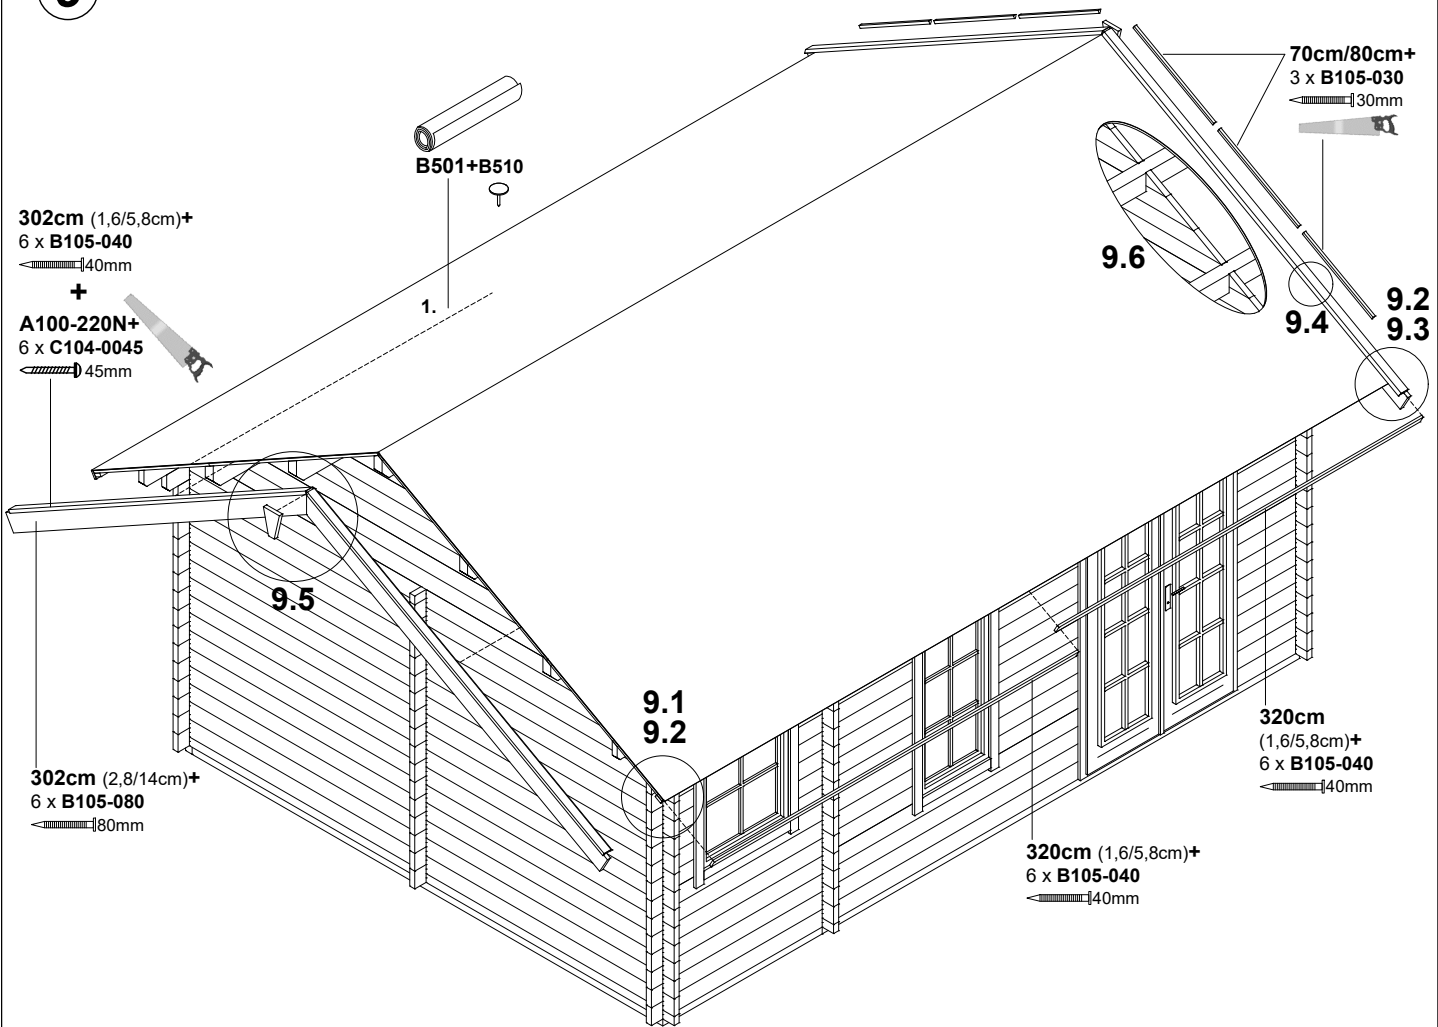 9
70cm/80cm+
3 x B105-030
30mm
B501+B510
302cm (1,6/5,8cm)+
6 x B105-040
40mm
+
A100-220N+
6 x C104-0045
45mm
1.
9.6
9.4
9.2
9.3
9.5
9.1
9.2
320cm
(1,6/5,8cm)+
6 x B105-040
40mm
302cm (2,8/14cm)+
6 x B105-080
80mm
320cm (1,6/5,8cm)+
6 x B105-040
40mm